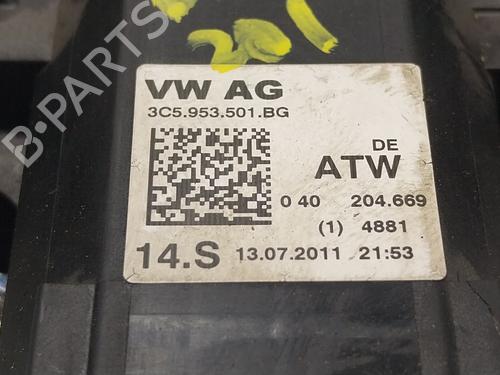 VW AG
3C5.953.501.BG
DE
ATW
0 40 204.669
(1) 4881
14.S 13.07.2011 21:53
B-Parts